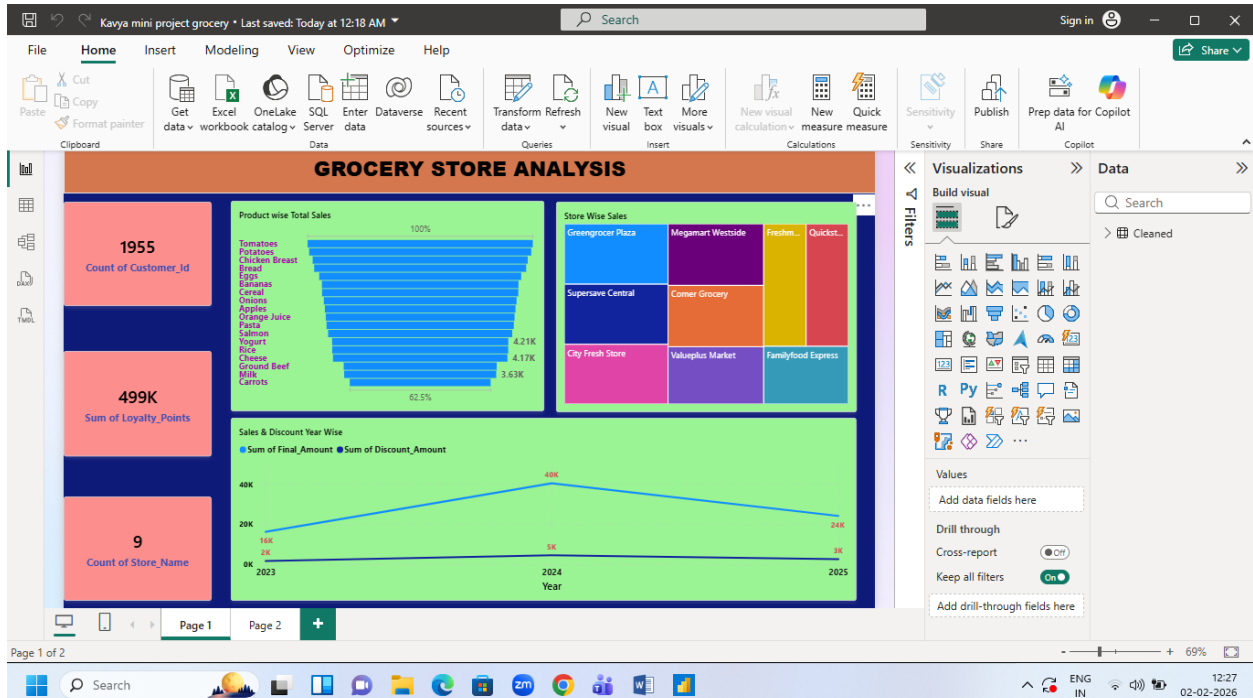 Kavya mini project grocery • Last saved: Today at 12:18 AM
Search
Sign in
File Home Insert Modeling View Optimize Help
Share
Paste
Cut
Copy
Format painter
Get data
Excel workbook
OneLake catalog
SQL Server
Enter data
Dataverse
Recent sources
Transform data
Refresh
New visual
Text box
More visuals
New visual calculation
New measure
Quick measure
Sensitivity
Publish
Prep data for AI
Copilot
Clipboard
Data
Queries
Insert
Calculations
Sensitivity
Share
Copilot
DAX
TMDL
GROCERY STORE ANALYSIS
1955
Count of Customer_Id
499K
Sum of Loyalty_Points
9
Count of Store_Name
Product wise Total Sales
100%
Tomatoes
Potatoes
Chicken Breast
Bread
Eggs
Bananas
Cereal
Onions
Apples
Orange Juice
Pasta
Salmon
Yogurt
4.21K
Rice
Cheese
4.17K
Ground Beef
Milk
3.63K
Carrots
62.5%
Store Wise Sales
Greengrocer Plaza
Megamart Westside
Freshm...
Quickst...
Supersave Central
Corner Grocery
City Fresh Store
Valueplus Market
Familyfood Express
Sales & Discount Year Wise
Sum of Final_Amount Sum of Discount_Amount
40K
20K
0K
16K
2K
40K
5K
24K
3K
2023
2024
2025
Year
Filters
Visualizations
Build visual
123
R
Py
Values
Add data fields here
Drill through
Cross-report
Off
Keep all filters
On
Add drill-through fields here
Data
Search
Cleaned
Page 1
Page 2
Page 1 of 2
69%
Search
zm
ENG
IN
12:27
02-02-2026